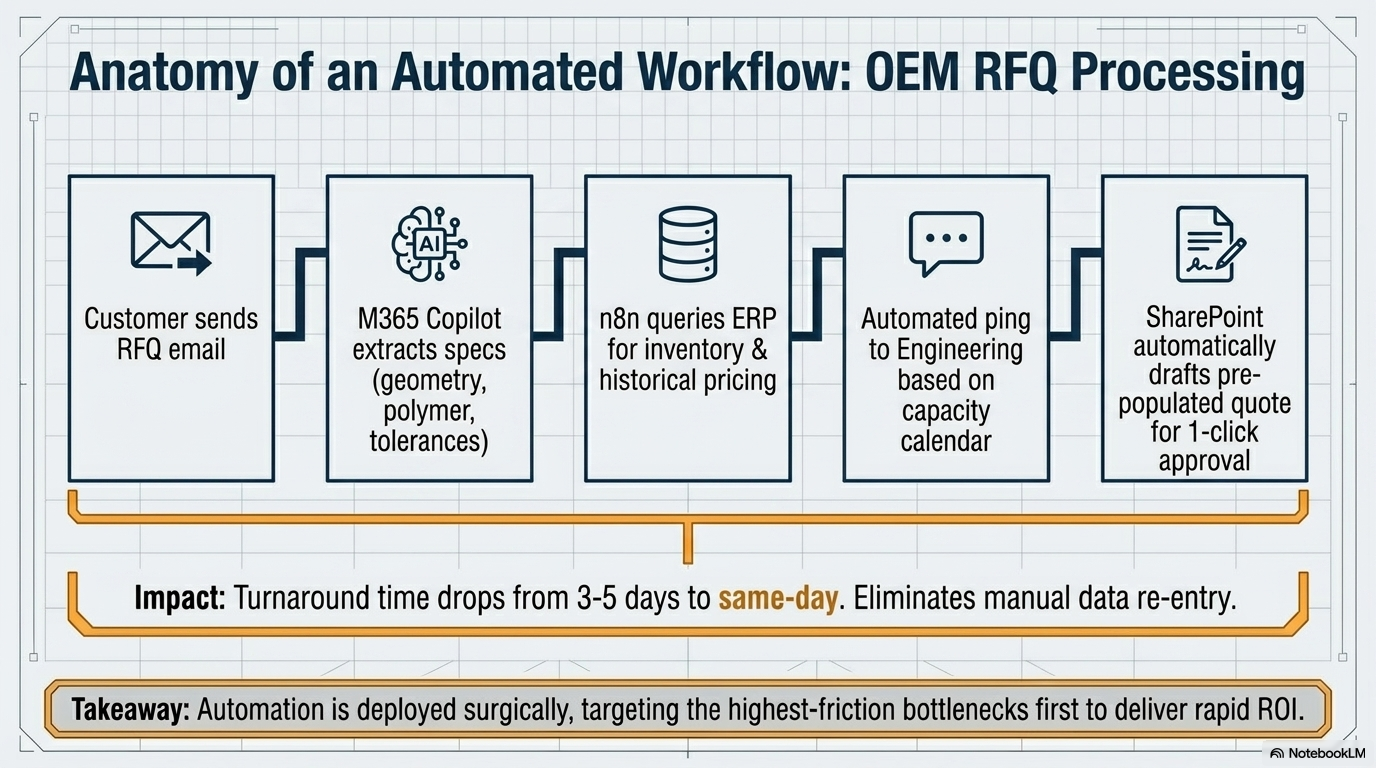 Anatomy of an Automated Workflow: OEM RFQ Processing
Customer sends
RFQ email
AI
M365 Copilot
extracts specs
(geometry,
polymer,
tolerances)
n8n queries ERP
for inventory &
historical pricing
Automated ping
to Engineering
based on
capacity
calendar
SharePoint
automatically
drafts pre-
populated quote
for 1-click
approval
Impact: Turnaround time drops from 3-5 days to same-day. Eliminates manual data re-entry.
Takeaway: Automation is deployed surgically, targeting the highest-friction bottlenecks first to deliver rapid ROI.
NotebookLM